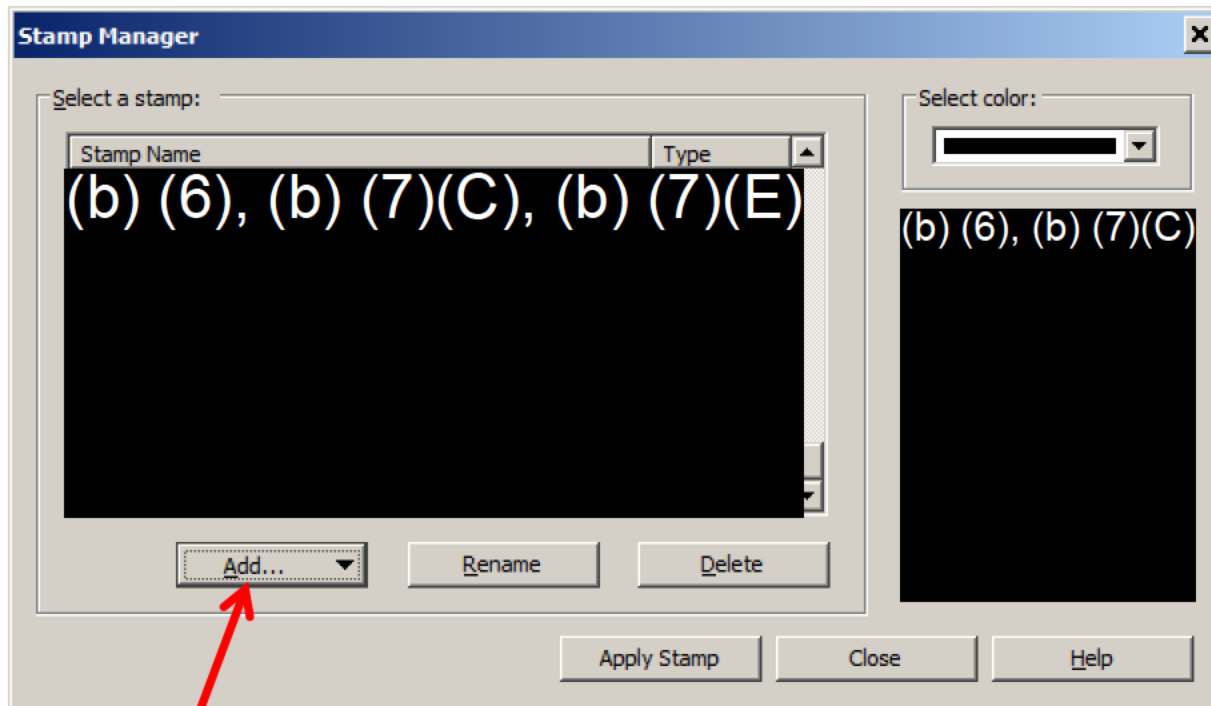 Stamp Manager
Select a stamp:
Stamp Name Type
(b) (6), (b) (7)(C), (b) (7)(E)
Add... Rename Delete
Select color:
(b) (6), (b) (7)(C)
Apply Stamp Close Help